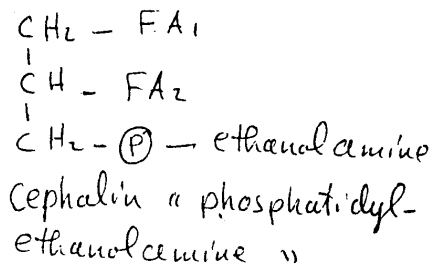 CH₂ - FA₁
CH - FA₂
CH₂ - Ⓟ - ethanolamine
Cephalin " phosphatidyl-
ethanolamine "